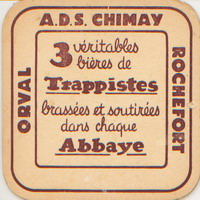 A.D.S. CHIMAY
ORVAL
ROCHEFORT
3 véritables
bières de
Trappistes
brassées et soutirées
dans chaque
Abbaye